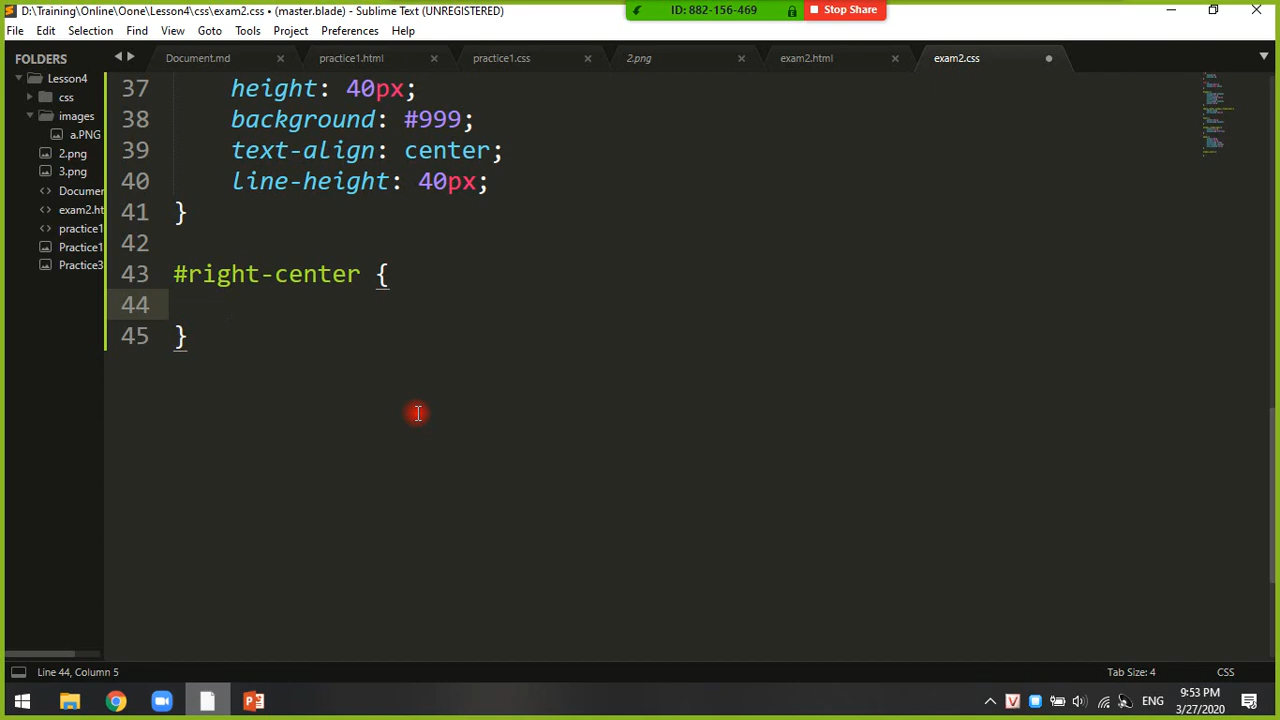 D:\Training\Online\Oone\Lesson4\css\exam2.css • (master.blade) - Sublime Text (UNREGISTERED)
ID: 882-156-469
Stop Share
File Edit Selection Find View Goto Tools Project Preferences Help
FOLDERS
Document.md
practice1.html
practice1.css
2.png
exam2.html
exam2.css
Lesson4
css
images
a.PNG
2.png
3.png
Documen
exam2.ht
practice1
Practice1
Practice3
37 height: 40px;
38 background: #999;
39 text-align: center;
40 line-height: 40px;
41 }
42
43 #right-center {
44
45 }
Line 44, Column 5
Tab Size: 4
CSS
ENG
9:53 PM
3/27/2020